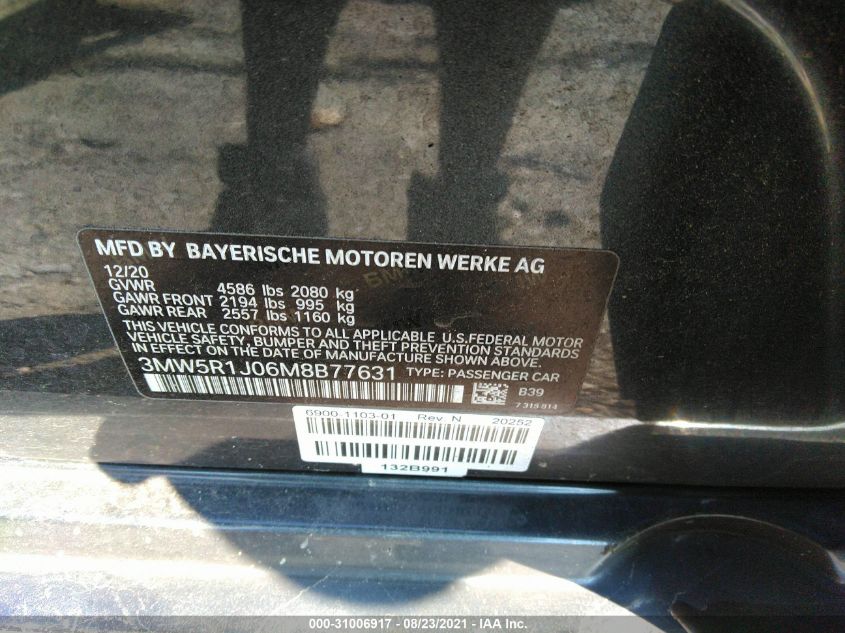 MFD BY BAYERISCHE MOTOREN WERKE AG
12/20
GVWR 4586 lbs 2080 kg
GAWR FRONT 2194 lbs 995 kg
GAWR REAR 2557 lbs 1160 kg
THIS VEHICLE CONFORMS TO ALL APPLICABLE U.S.FEDERAL MOTOR
VEHICLE SAFETY, BUMPER AND THEFT PREVENTION STANDARDS
IN EFFECT ON THE DATE OF MANUFACTURE SHOWN ABOVE.
3MW5R1J06M8B77631 TYPE: PASSENGER CAR
B39
7 315 814
6900-1103-01 Rev N 20252
132B991
000-31006917 - 08/23/2021 - IAA Inc.